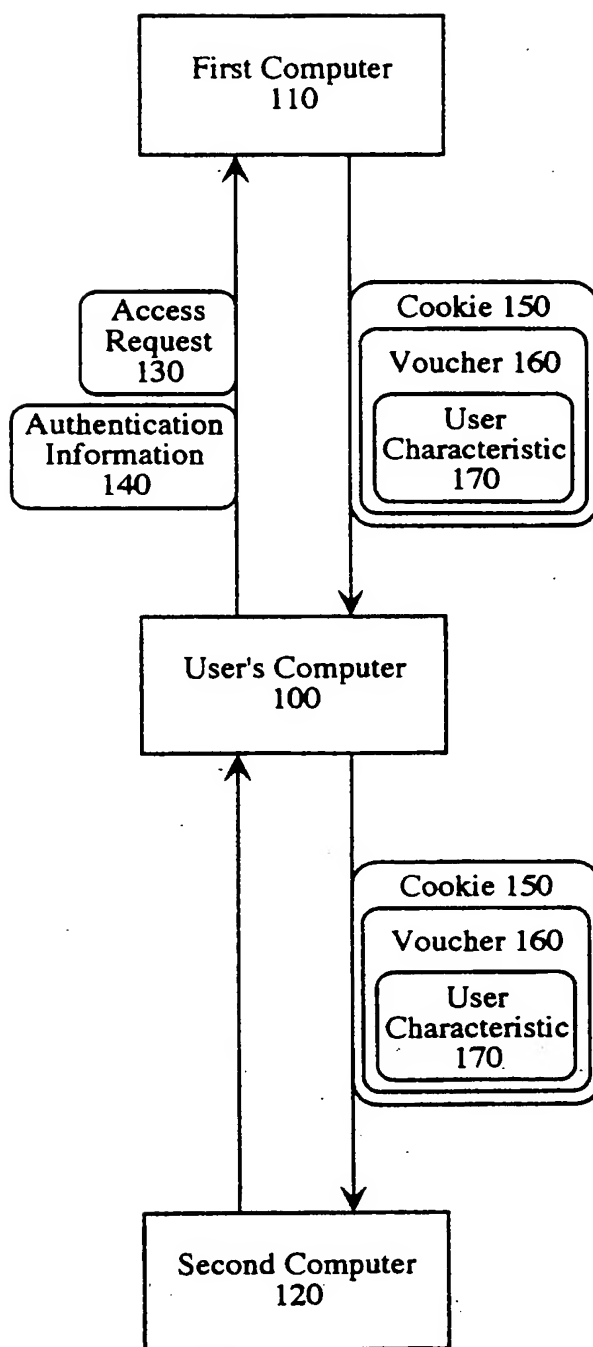 First Computer
110
Access
Request
130
Authentication
Information
140
Cookie 150
Voucher 160
User
Characteristic
170
User's Computer
100
Cookie 150
Voucher 160
User
Characteristic
170
Second Computer
120